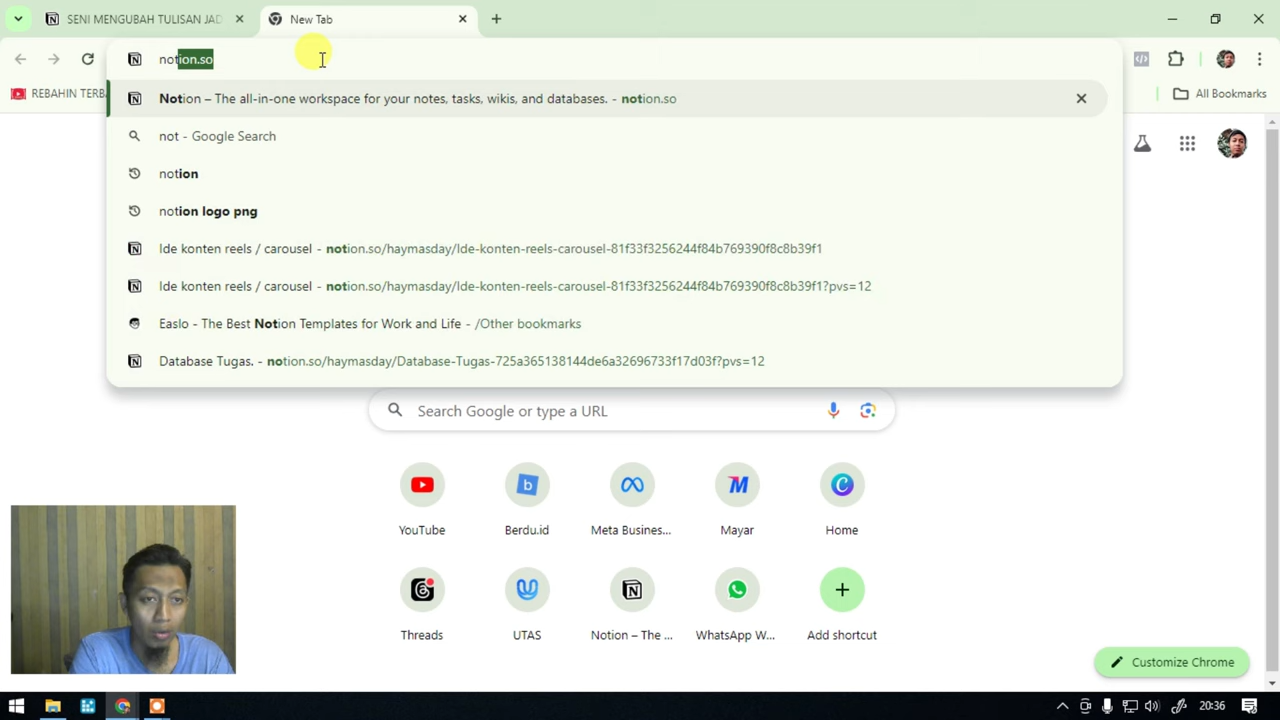 SENI MENGUBAH TULISAN JAD
New Tab
notion.so
REBAHIN TERB
All Bookmarks
Notion – The all-in-one workspace for your notes, tasks, wikis, and databases. - notion.so
not - Google Search
notion
notion logo png
Ide konten reels / carousel - notion.so/haymasday/Ide-konten-reels-carousel-81f33f3256244f84b769390f8c8b39f1
Ide konten reels / carousel - notion.so/haymasday/Ide-konten-reels-carousel-81f33f3256244f84b769390f8c8b39f1?pvs=12
Easlo - The Best Notion Templates for Work and Life - /Other bookmarks
Database Tugas. - notion.so/haymasday/Database-Tugas-725a365138144de6a32696733f17d03f?pvs=12
Search Google or type a URL
YouTube
Berdu.id
Meta Busines...
Mayar
Home
Threads
UTAS
Notion – The ...
WhatsApp W...
Add shortcut
Customize Chrome
20:36